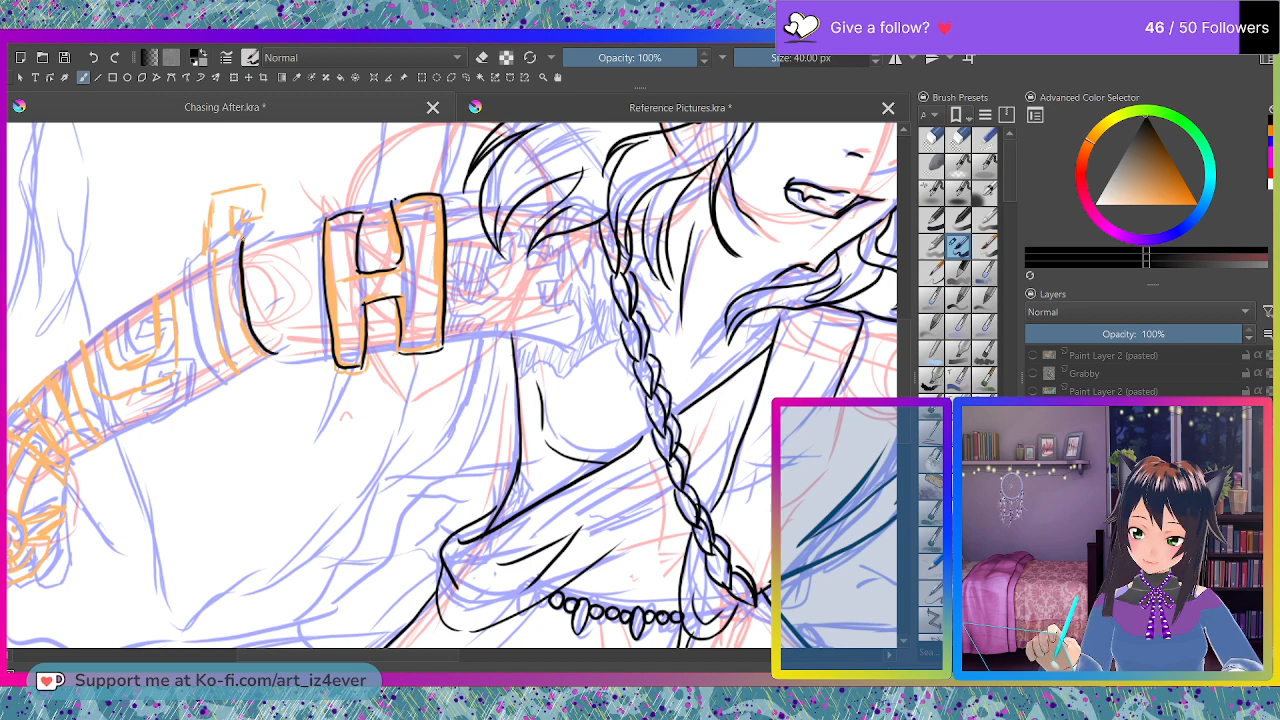 Give a follow? 46 / 50 Followers
Normal Opacity: 100% Size: 40.00 px
Chasing After.kra * Reference Pictures.kra * Brush Presets Advanced Color Selector
A
Layers
Normal
Opacity: 100%
Paint Layer 2 (pasted)
Grabby
Paint Layer 2 (pasted)
H
Sea...
Support me at Ko-fi.com/art_iz4ever